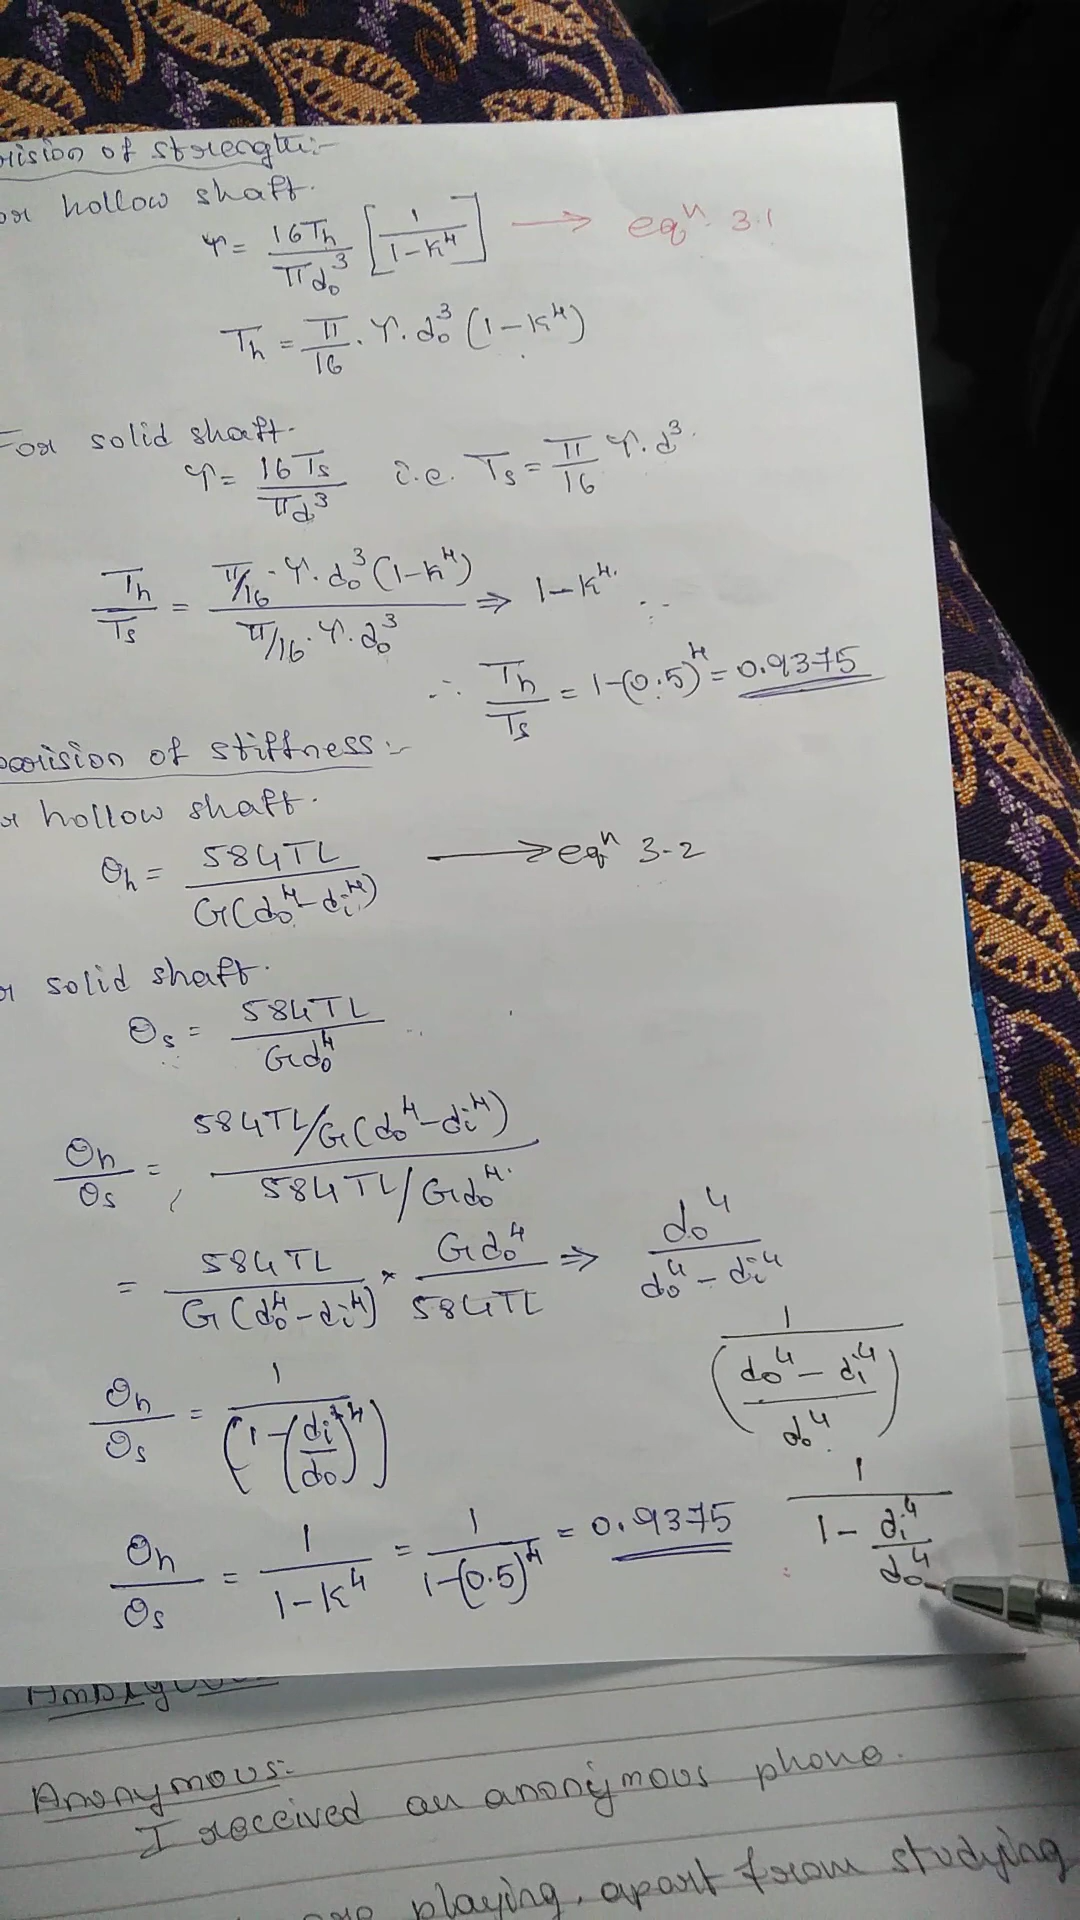 rision of strength:-
or hollow shaft.
τ = 16Th / πdo³ [1 / 1-K⁴] → eqⁿ. 3.1
Th = π/16 . τ. do³ (1-K⁴)
For solid shaft.
τ = 16Ts / πd³ i.e. Ts = π/16 τ. d³.
Th/Ts = π/16 . τ. do³ (1-K⁴) / π/16 . τ. do³ ⇒ 1-K⁴.
∴ Th/Ts = 1-(0.5)⁴ = 0.9375
parision of stiffness:-
r hollow shaft.
θh = 584TL / G(do⁴-di⁴) → eqⁿ 3.2
r solid shaft.
θs = 584TL / Gdo⁴
θh/θs = 584TL/G(do⁴-di⁴) / 584TL/Gdo⁴.
= 584TL / G(do⁴-di⁴) × Gdo⁴ / 584TL ⇒ do⁴ / do⁴-di⁴
1 / (do⁴-di⁴ / do⁴)
θh/θs = 1 / (1-(di/do)⁴)
1 / 1 - di⁴/do⁴
θh/θs = 1 / 1-K⁴ = 1 / 1-(0.5)⁴ = 0.9375
Anonymous:-
I received an anonymous phone.
playing, apart from studying